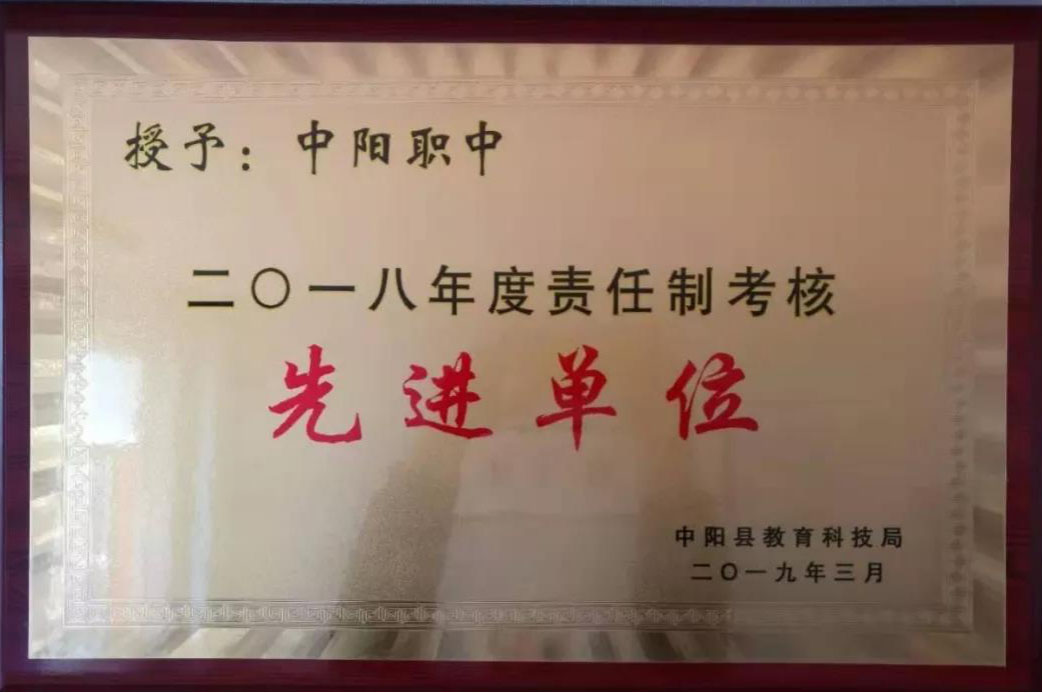 授予：中阳职中
二〇一八年度责任制考核
先进单位
中阳县教育科技局
二〇一九年三月